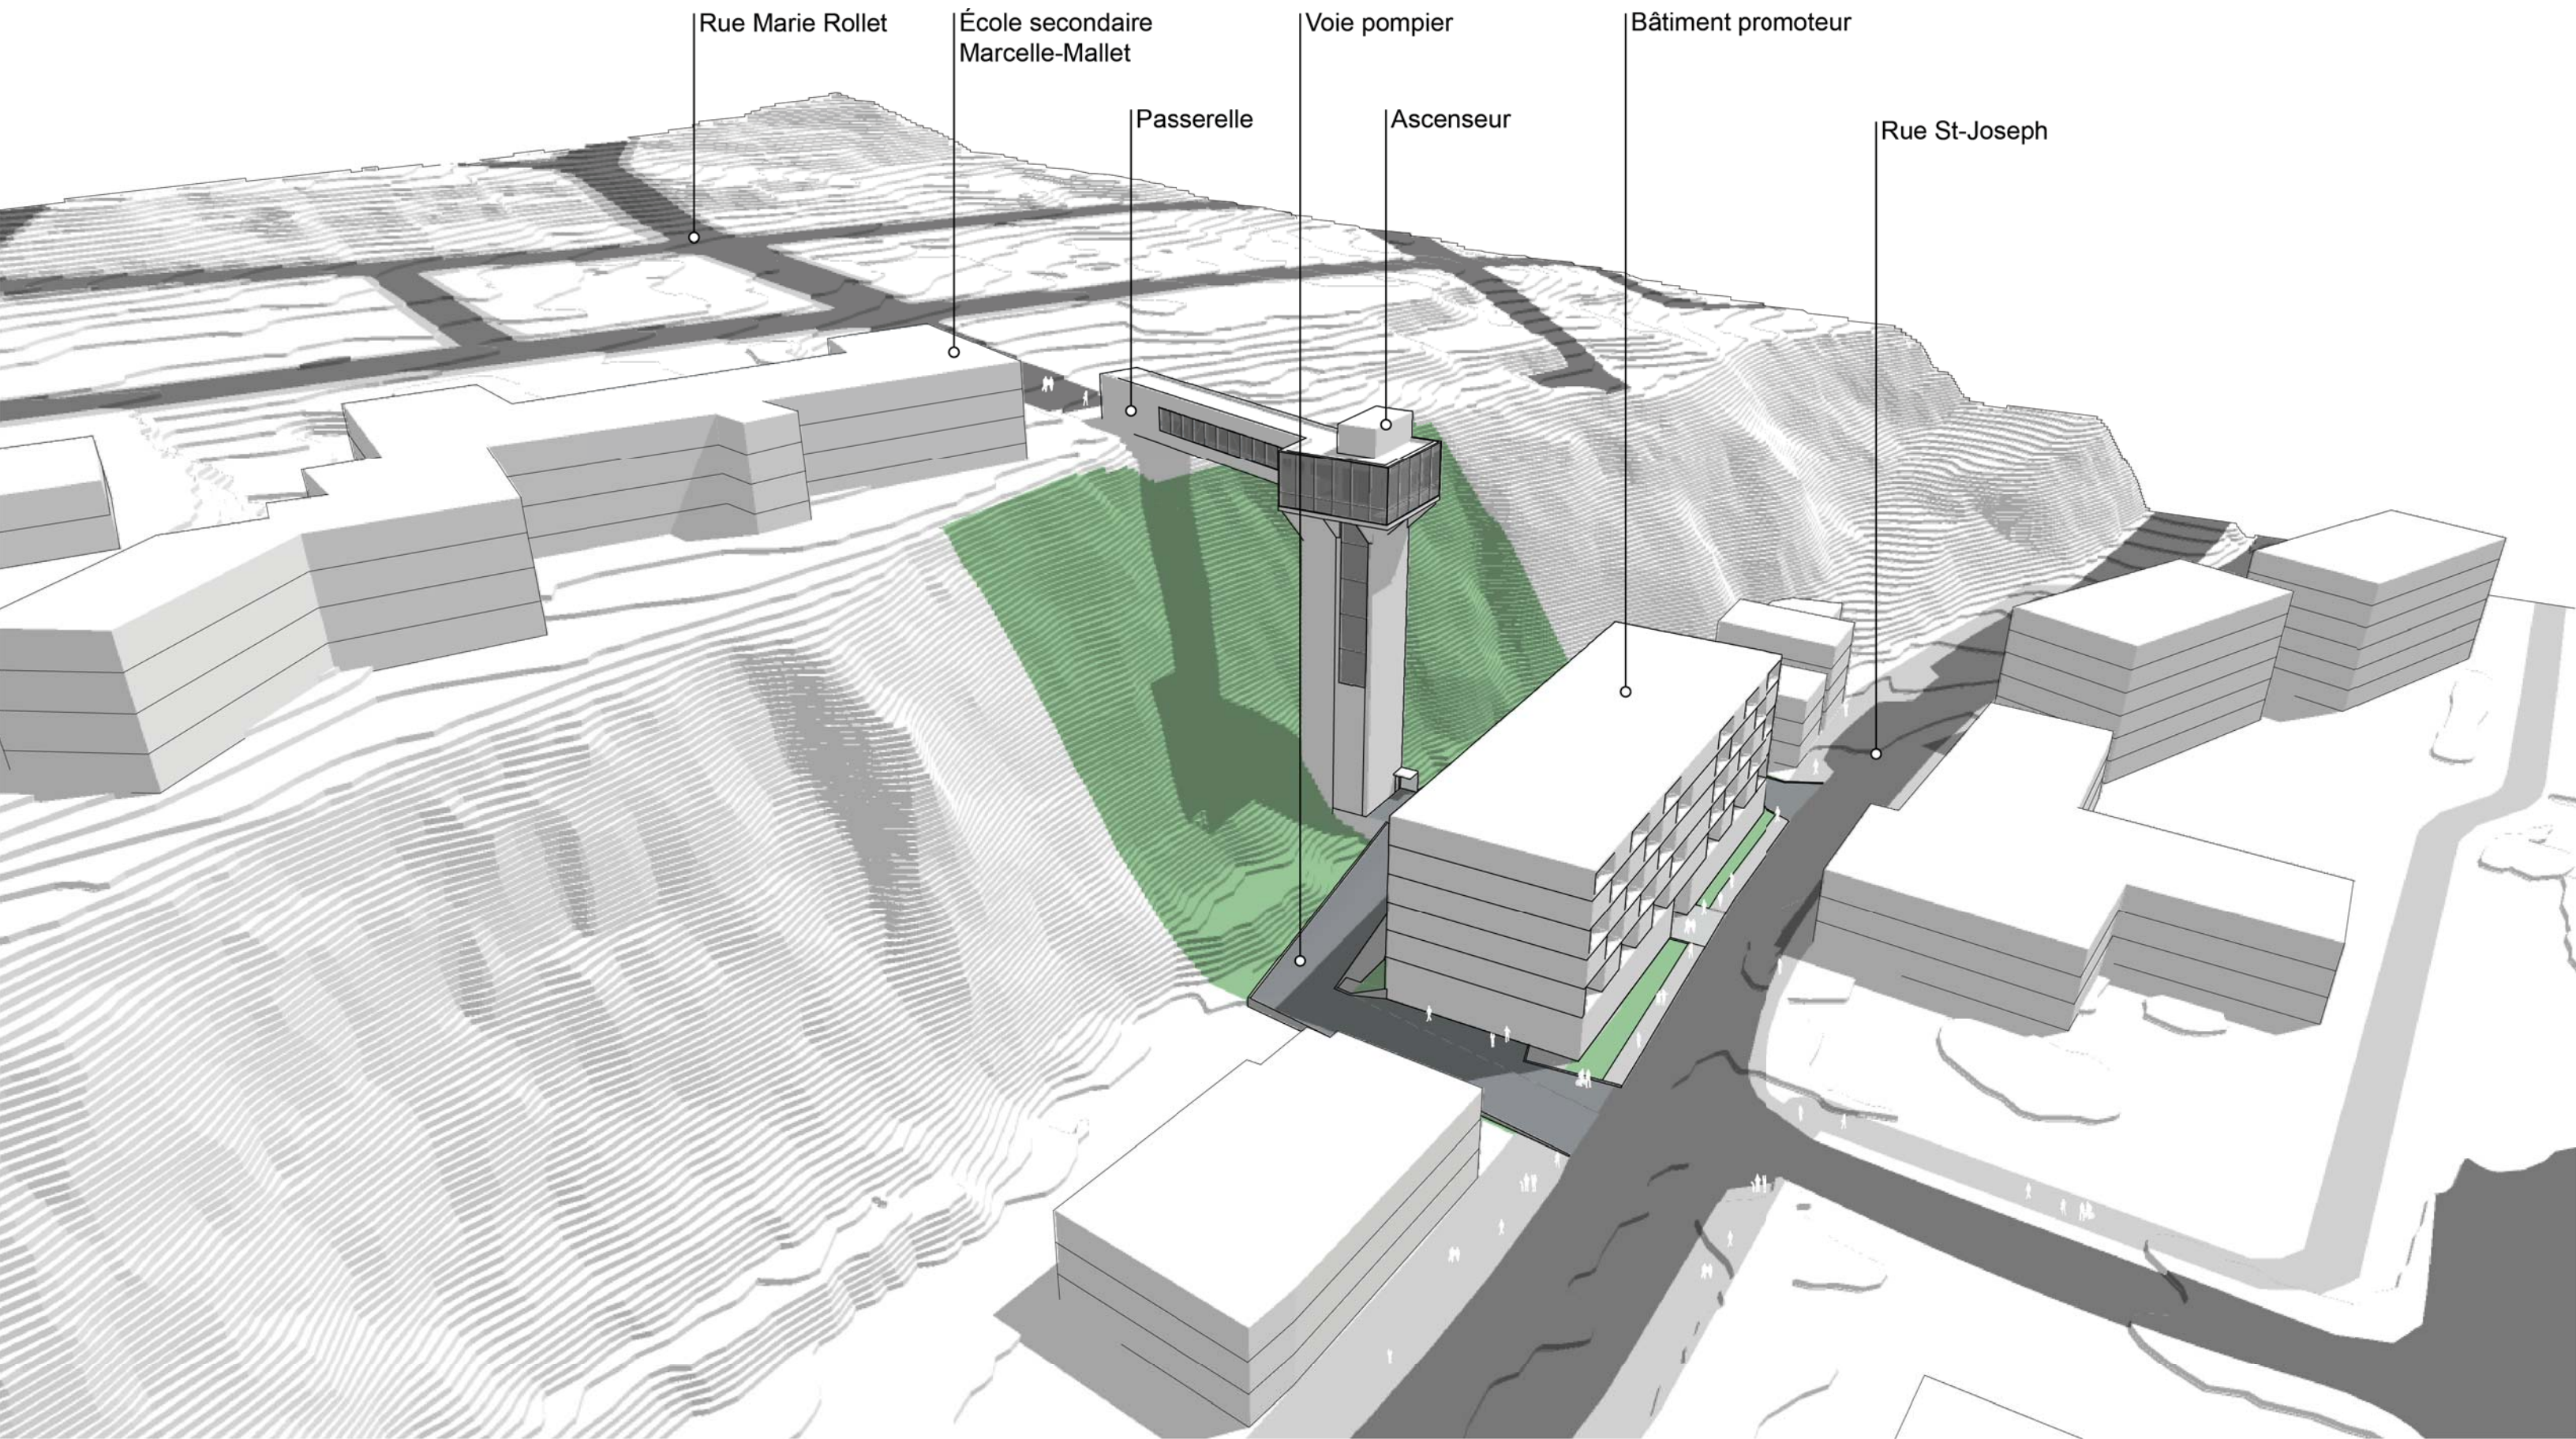 Rue Marie Rollet
École secondaire
Marcelle-Mallet
Voie pompier
Bâtiment promoteur
Passerelle
Ascenseur
Rue St-Joseph